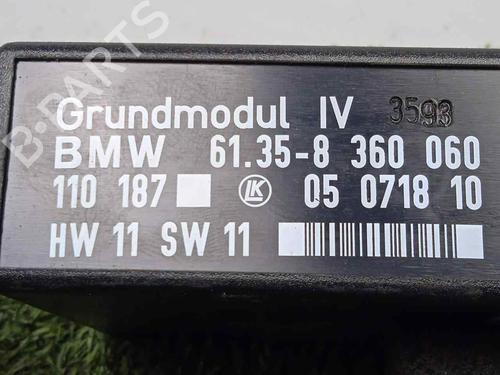 Grundmodul IV 3593
BMW 61.35-8 360 060
110 187 LK 05 0718 10
HW 11 SW 11
B-PARTS